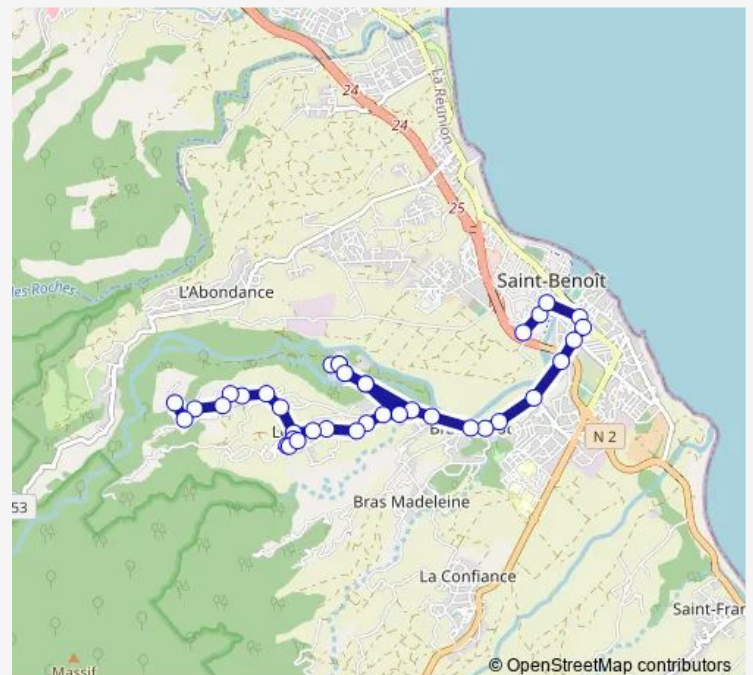 24
24
La Réunion
25
Saint-Benoît
des Roches
L'Abondance
N 2
Bras Madeleine
53
La Confiance
Saint-Fran
Massif
© OpenStreetMap contributors